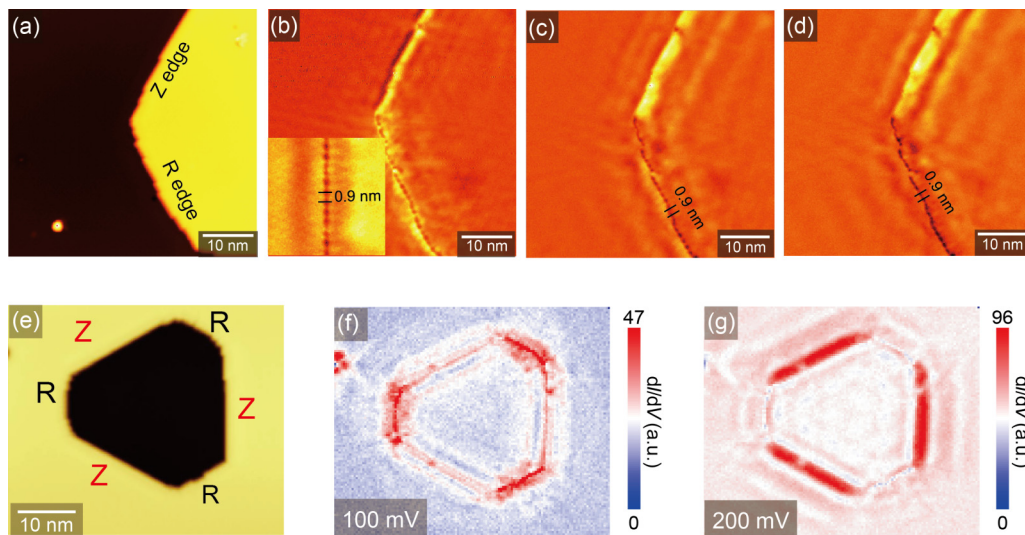 (a)
Z edge
R edge
10 nm
(b)
0.9 nm
10 nm
(c)
0.9 nm
10 nm
(d)
0.9 nm
10 nm
(e)
Z
R
R
Z
Z
R
10 nm
(f)
100 mV
47
dI/dV (a.u.)
0
(g)
200 mV
96
dI/dV (a.u.)
0